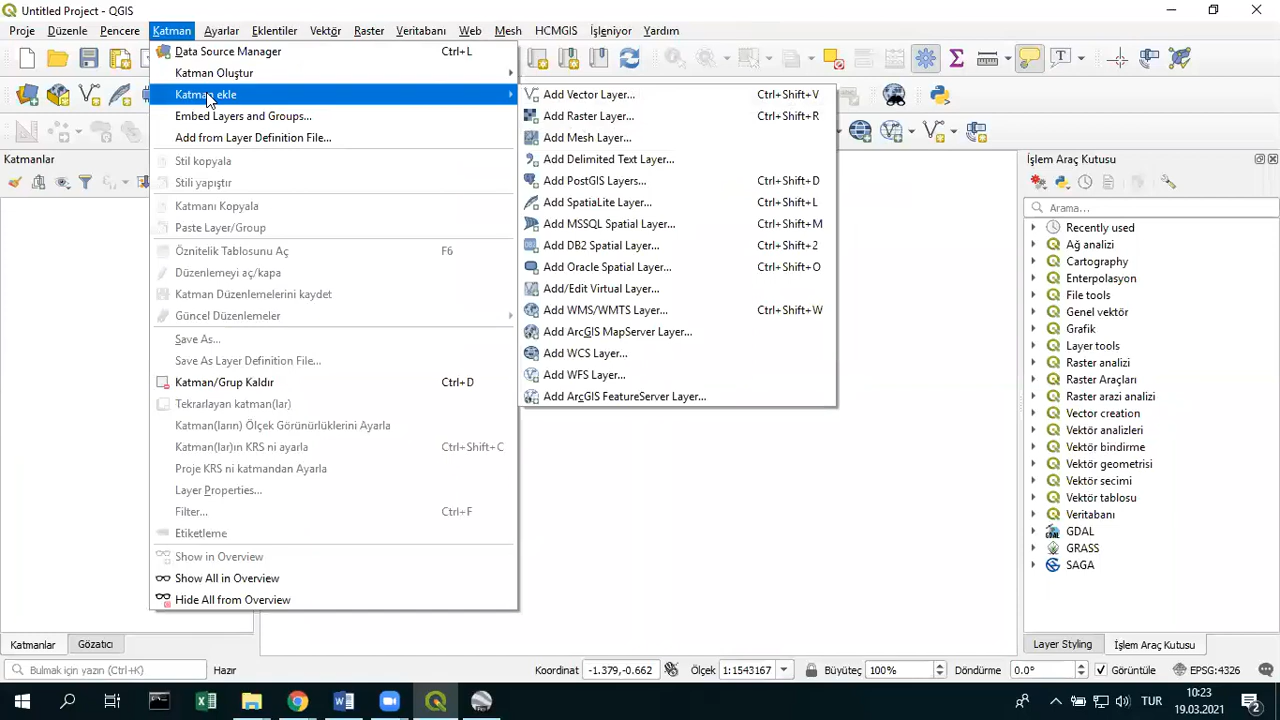 Untitled Project - QGIS
Proje Düzenle Pencere Katman Ayarlar Eklentiler Vektör Raster Veritabanı Web Mesh HCMGIS İşleniyor Yardım
Data Source Manager Ctrl+L
Katman Oluştur
Katman ekle
Embed Layers and Groups...
Add from Layer Definition File...
Stil kopyala
Stili yapıştır
Katmanı Kopyala
Paste Layer/Group
Öznitelik Tablosunu Aç F6
Düzenlemeyi aç/kapa
Katman Düzenlemelerini kaydet
Güncel Düzenlemeler
Save As...
Save As Layer Definition File...
Katman/Grup Kaldır Ctrl+D
Tekrarlayan katman(lar)
Katman(ların) Ölçek Görünürlüklerini Ayarla
Katman(lar)ın KRS ni ayarla Ctrl+Shift+C
Proje KRS ni katmandan Ayarla
Layer Properties...
Filter... Ctrl+F
Etiketleme
Show in Overview
Show All in Overview
Hide All from Overview
Add Vector Layer... Ctrl+Shift+V
Add Raster Layer... Ctrl+Shift+R
Add Mesh Layer...
Add Delimited Text Layer...
Add PostGIS Layers... Ctrl+Shift+D
Add SpatiaLite Layer... Ctrl+Shift+L
Add MSSQL Spatial Layer... Ctrl+Shift+M
Add DB2 Spatial Layer... Ctrl+Shift+2
Add Oracle Spatial Layer... Ctrl+Shift+O
Add/Edit Virtual Layer...
Add WMS/WMTS Layer... Ctrl+Shift+W
Add ArcGIS MapServer Layer...
Add WCS Layer...
Add WFS Layer...
Add ArcGIS FeatureServer Layer...
Katmanlar
İşlem Araç Kutusu
Arama...
Recently used
Ağ analizi
Cartography
Enterpolasyon
File tools
Genel vektör
Grafik
Layer tools
Raster analizi
Raster Araçları
Raster arazi analizi
Vector creation
Vektör analizleri
Vektör bindirme
Vektör geometrisi
Vektör secimi
Vektör tablosu
Veritabanı
GDAL
GRASS
SAGA
Katmanlar Gözatıcı
Layer Styling İşlem Araç Kutusu
Bulmak için yazın (Ctrl+K) Hazır Koordinat -1.379,-0.662 Ölçek 1:1543167 Büyüteç 100% Döndürme 0.0° Görüntüle EPSG:4326
TUR
10:23
19.03.2021
2